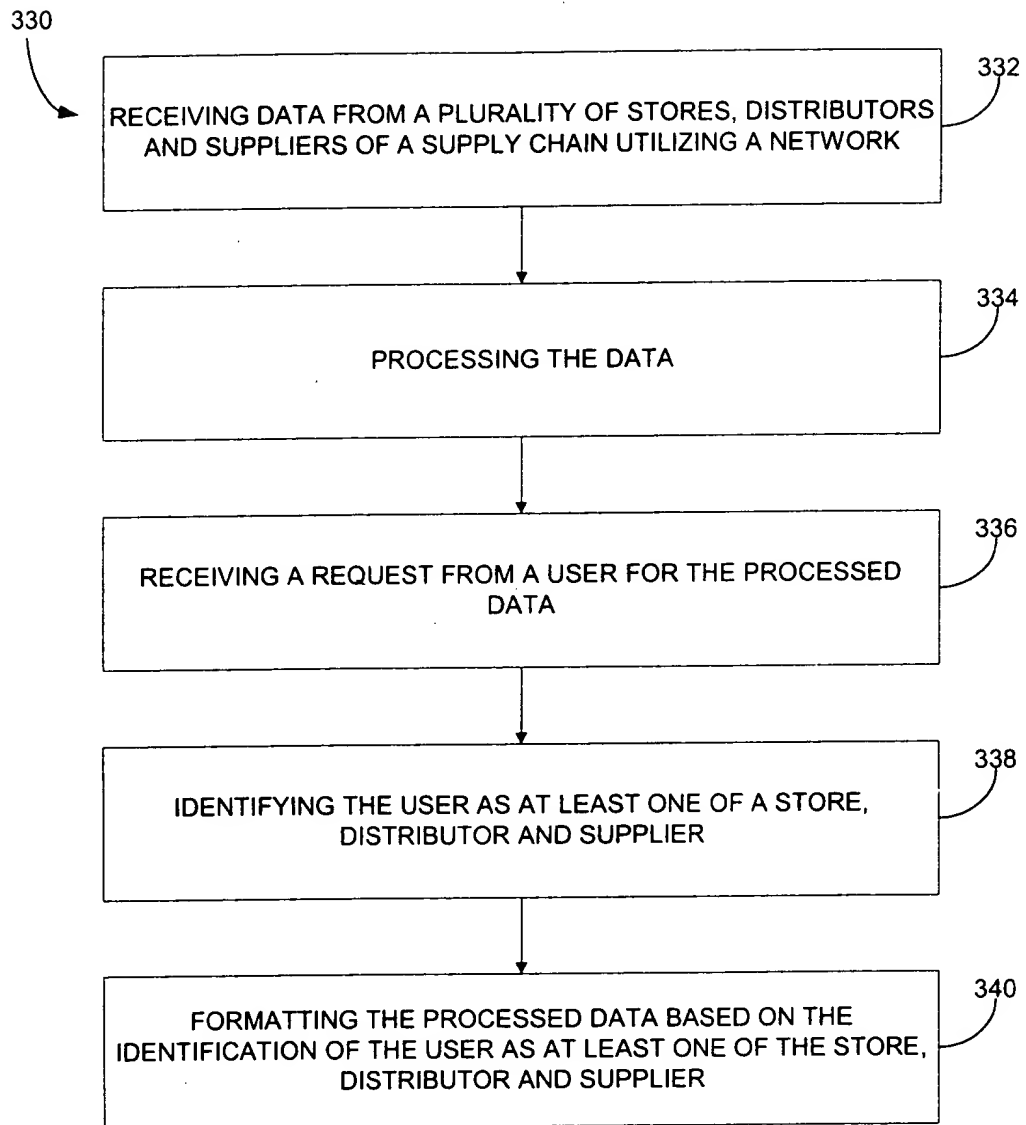 330
332
RECEIVING DATA FROM A PLURALITY OF STORES, DISTRIBUTORS
AND SUPPLIERS OF A SUPPLY CHAIN UTILIZING A NETWORK
334
PROCESSING THE DATA
336
RECEIVING A REQUEST FROM A USER FOR THE PROCESSED
DATA
338
IDENTIFYING THE USER AS AT LEAST ONE OF A STORE,
DISTRIBUTOR AND SUPPLIER
340
FORMATTING THE PROCESSED DATA BASED ON THE
IDENTIFICATION OF THE USER AS AT LEAST ONE OF THE STORE,
DISTRIBUTOR AND SUPPLIER